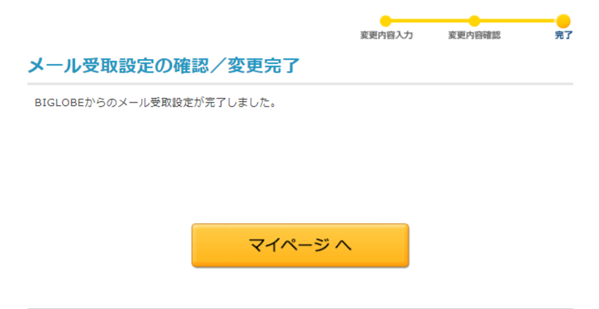 変更内容入力 変更内容確認 完了
メール受取設定の確認／変更完了
BIGLOBEからのメール受取設定が完了しました。
マイページ へ